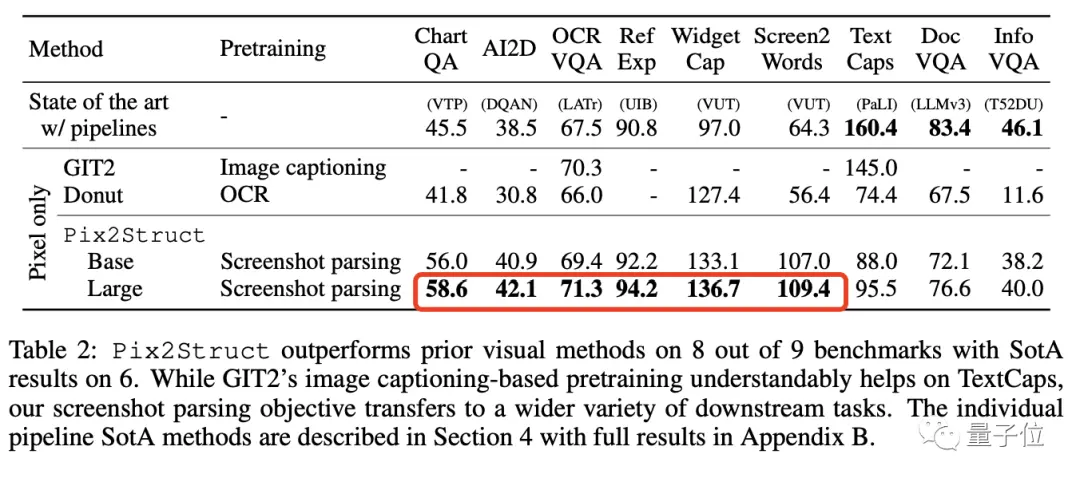 Method Pretraining Chart QA AI2D OCR VQA Ref Exp Widget Cap Screen2 Words Text Caps Doc VQA Info VQA
State of the art w/ pipelines - (VTP) 45.5 (DQAN) 38.5 (LATr) 67.5 (UIB) 90.8 (VUT) 97.0 (VUT) 64.3 (PaLI) 160.4 (LLMv3) 83.4 (T52DU) 46.1
Pixel only
GIT2 Image captioning - - 70.3 - - - 145.0 - -
Donut OCR 41.8 30.8 66.0 - 127.4 56.4 74.4 67.5 11.6
Pix2Struct
Base Screenshot parsing 56.0 40.9 69.4 92.2 133.1 107.0 88.0 72.1 38.2
Large Screenshot parsing 58.6 42.1 71.3 94.2 136.7 109.4 95.5 76.6 40.0
Table 2: Pix2Struct outperforms prior visual methods on 8 out of 9 benchmarks with SotA
results on 6. While GIT2's image captioning-based pretraining understandably helps on TextCaps,
our screenshot parsing objective transfers to a wider variety of downstream tasks. The individual
pipeline SotA methods are described in Section 4 with full results in Appendix B.
量子位